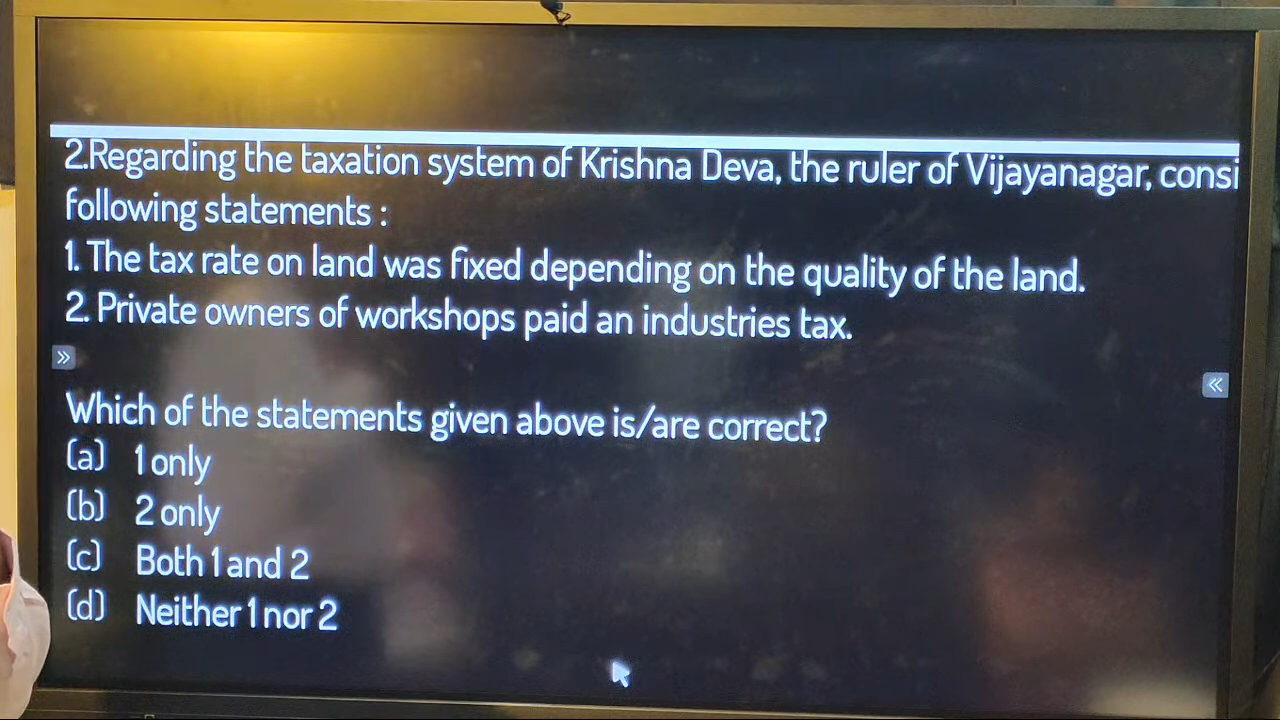 2.Regarding the taxation system of Krishna Deva, the ruler of Vijayanagar, consi
following statements :
1. The tax rate on land was fixed depending on the quality of the land.
2. Private owners of workshops paid an industries tax.
Which of the statements given above is/are correct?
(a) 1 only
(b) 2 only
(c) Both 1 and 2
(d) Neither 1 nor 2